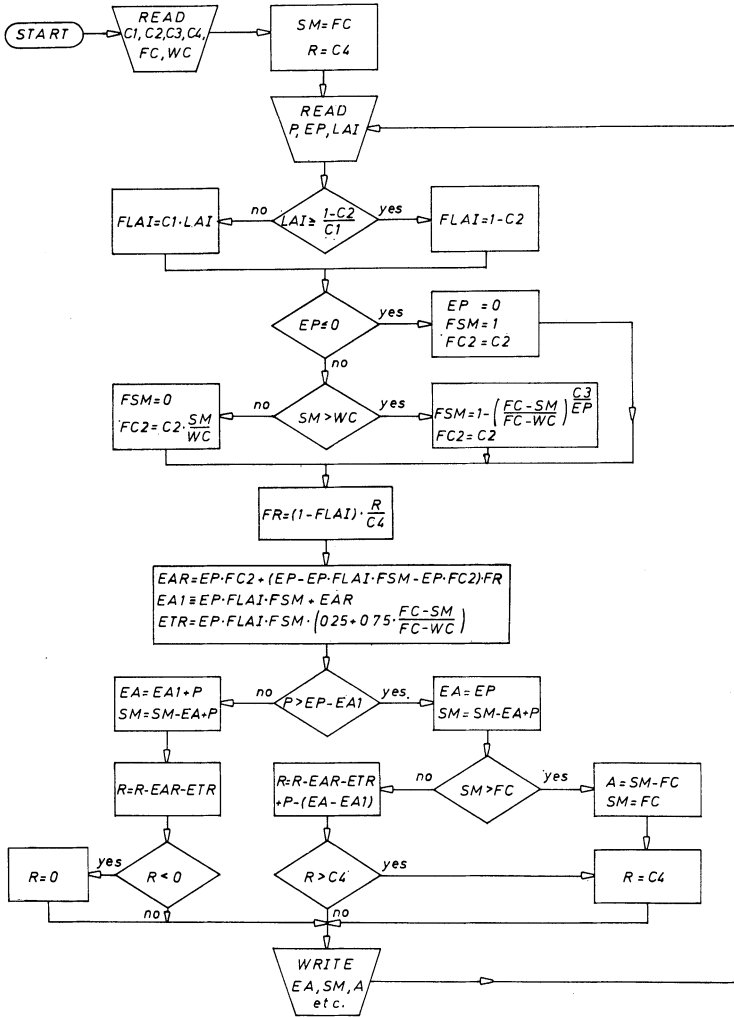 START
READ
C1, C2, C3, C4,
FC, WC
SM=FC
R=C4
READ
P, EP, LAI
FLAI=C1·LAI
no
LAI≥ 1-C2
C1
yes
FLAI=1-C2
EP≤0
yes
EP =0
FSM=1
FC2=C2
no
FSM=0
FC2=C2·SM
WC
no
SM>WC
yes
FSM=1-(FC-SM
FC-WC) C3
EP
FC2=C2
FR=(1-FLAI)· R
C4
EAR=EP·FC2+(EP-EP·FLAI·FSM-EP·FC2)·FR
EA1=EP·FLAI·FSM+EAR
ETR=EP·FLAI·FSM·(025+075·FC-SM
FC-WC)
EA=EA1+P
SM=SM-EA+P
no
P>EP-EA1
yes.
EA=EP
SM=SM-EA+P
R=R-EAR-ETR
R=R-EAR-ETR
+P-(EA-EA1)
no
SM>FC
yes
A=SM-FC
SM=FC
R=0
yes
R<0
R>C4
yes
R=C4
no
no
WRITE
EA, SM, A
etc.